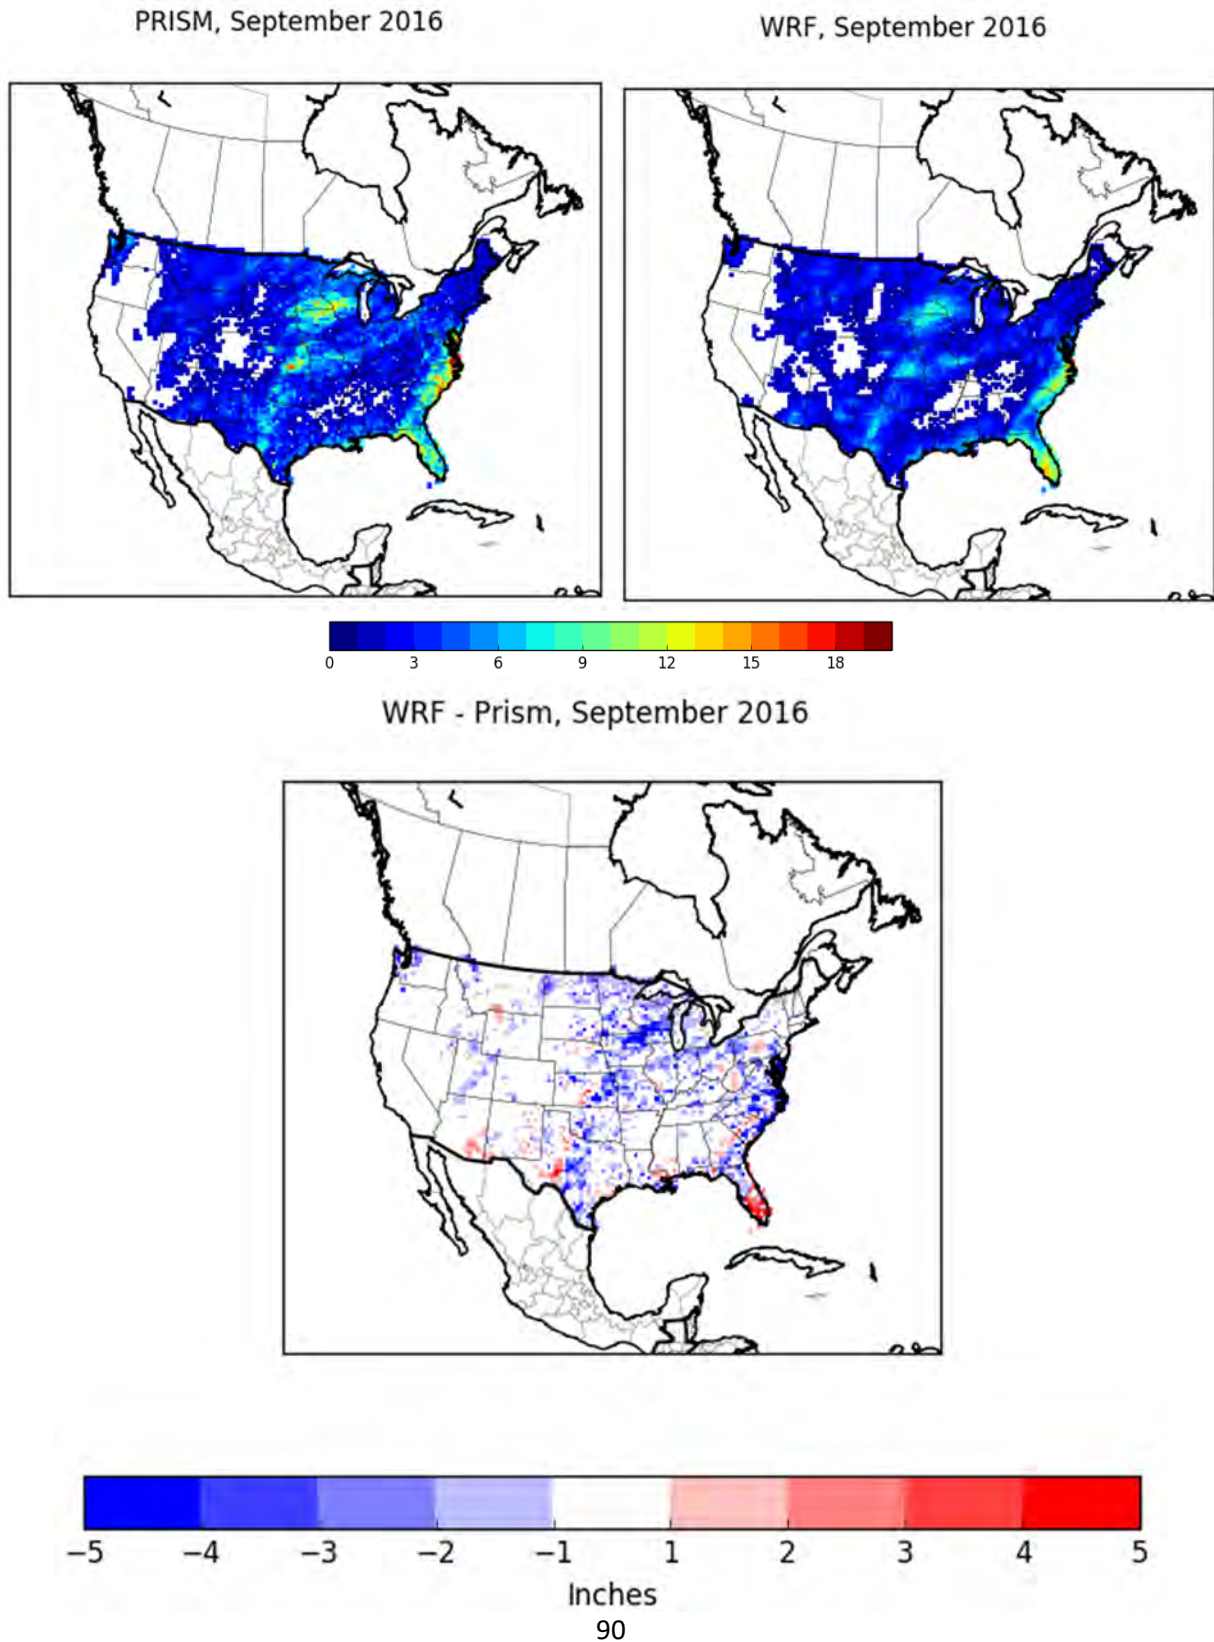 PRISM, September 2016
WRF, September 2016
0 3 6 9 12 15 18
WRF - Prism, September 2016
−5 −4 −3 −2 −1 1 2 3 4 5
Inches
90